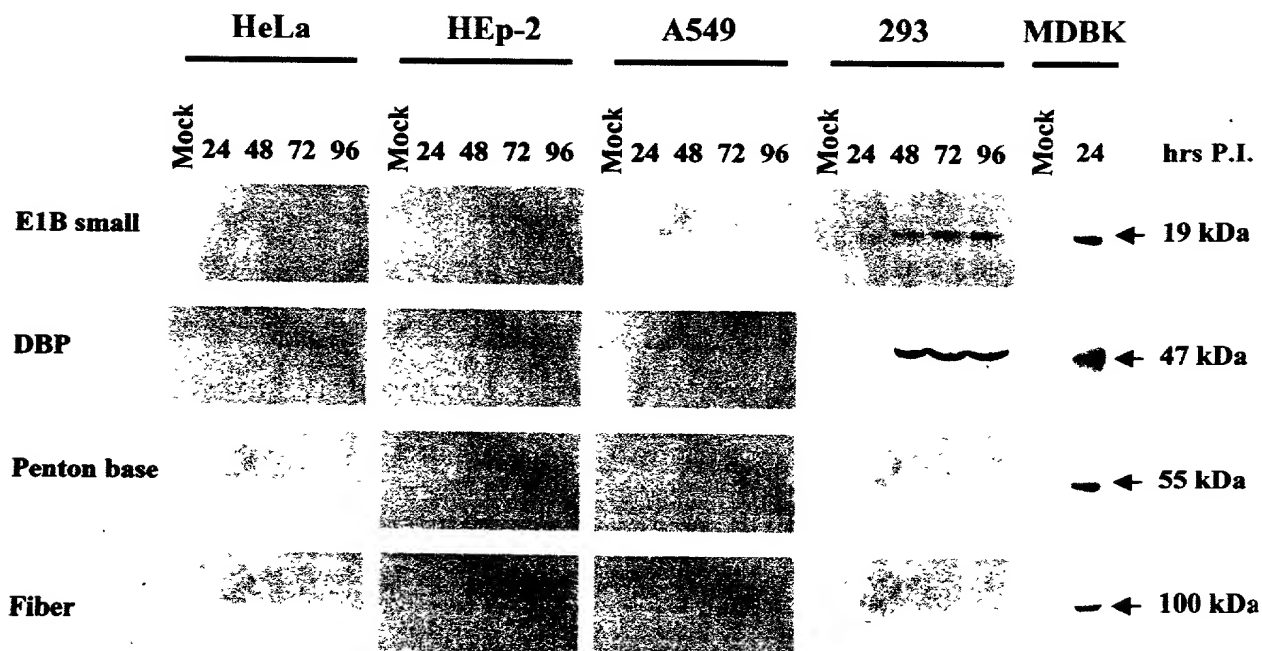 HeLa HEp-2 A549 293 MDBK
Mock 24 48 72 96 Mock 24 48 72 96 Mock 24 48 72 96 Mock 24 48 72 96 Mock 24 hrs P.I.
E1B small 19 kDa
DBP 47 kDa
Penton base 55 kDa
Fiber 100 kDa